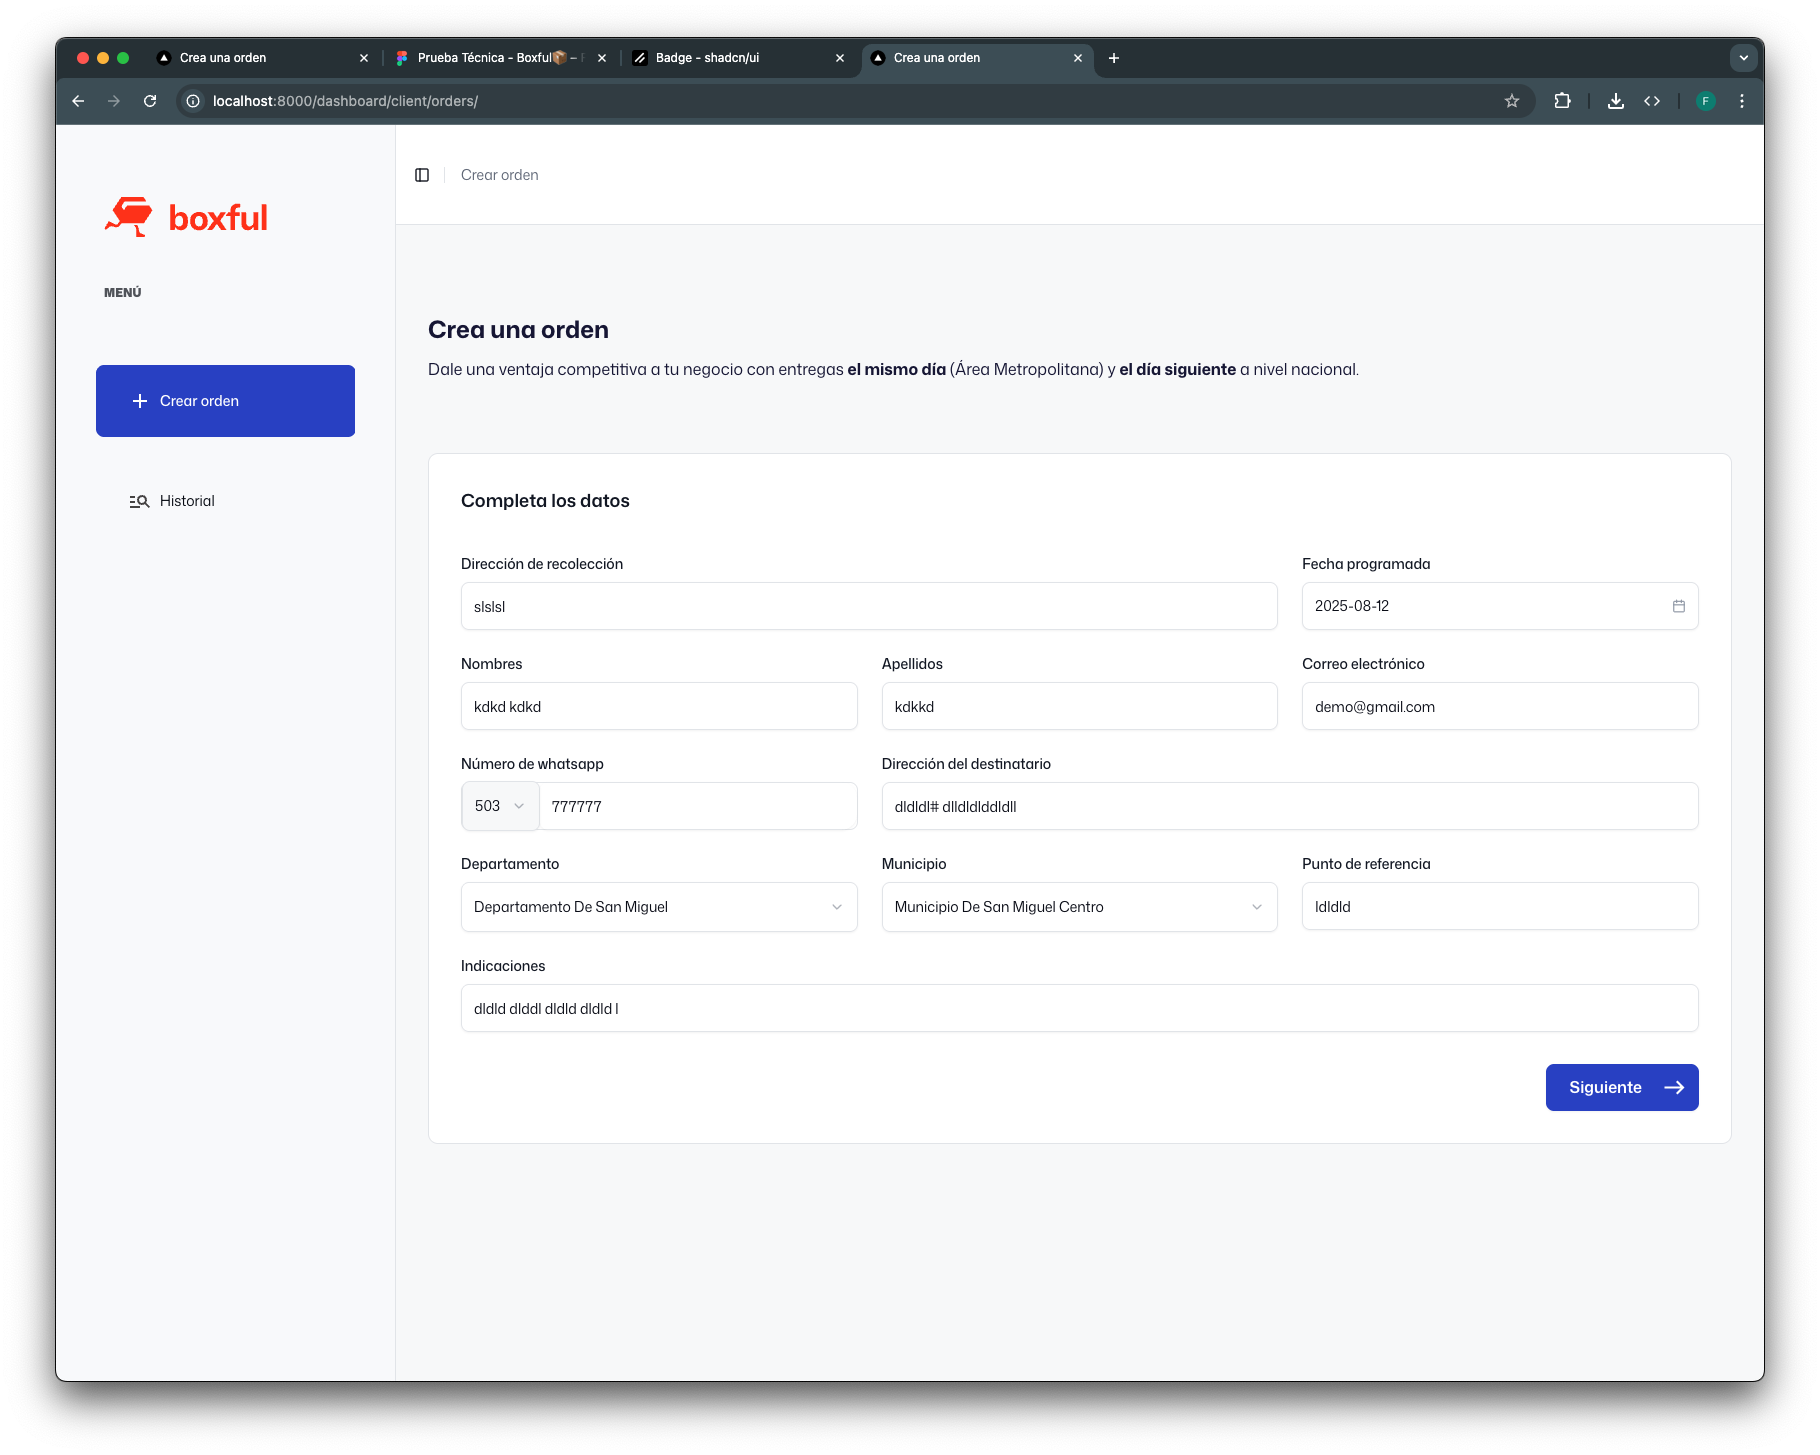 Crea una orden
Prueba Técnica - Boxful📦 –
Badge - shadcn/ui
Crea una orden
localhost:8000/dashboard/client/orders/
F
boxful
MENÚ
Crear orden
Historial
Crear orden
Crea una orden
Dale una ventaja competitiva a tu negocio con entregas el mismo día (Área Metropolitana) y el día siguiente a nivel nacional.
Completa los datos
Dirección de recolección
Fecha programada
slslsl
2025-08-12
Nombres
Apellidos
Correo electrónico
kdkd kdkd
kdkkd
demo@gmail.com
Número de whatsapp
Dirección del destinatario
503
777777
dldldl# dlldldlddldll
Departamento
Municipio
Punto de referencia
Departamento De San Miguel
Municipio De San Miguel Centro
ldldld
Indicaciones
dldld dlddl dldld dldld l
Siguiente